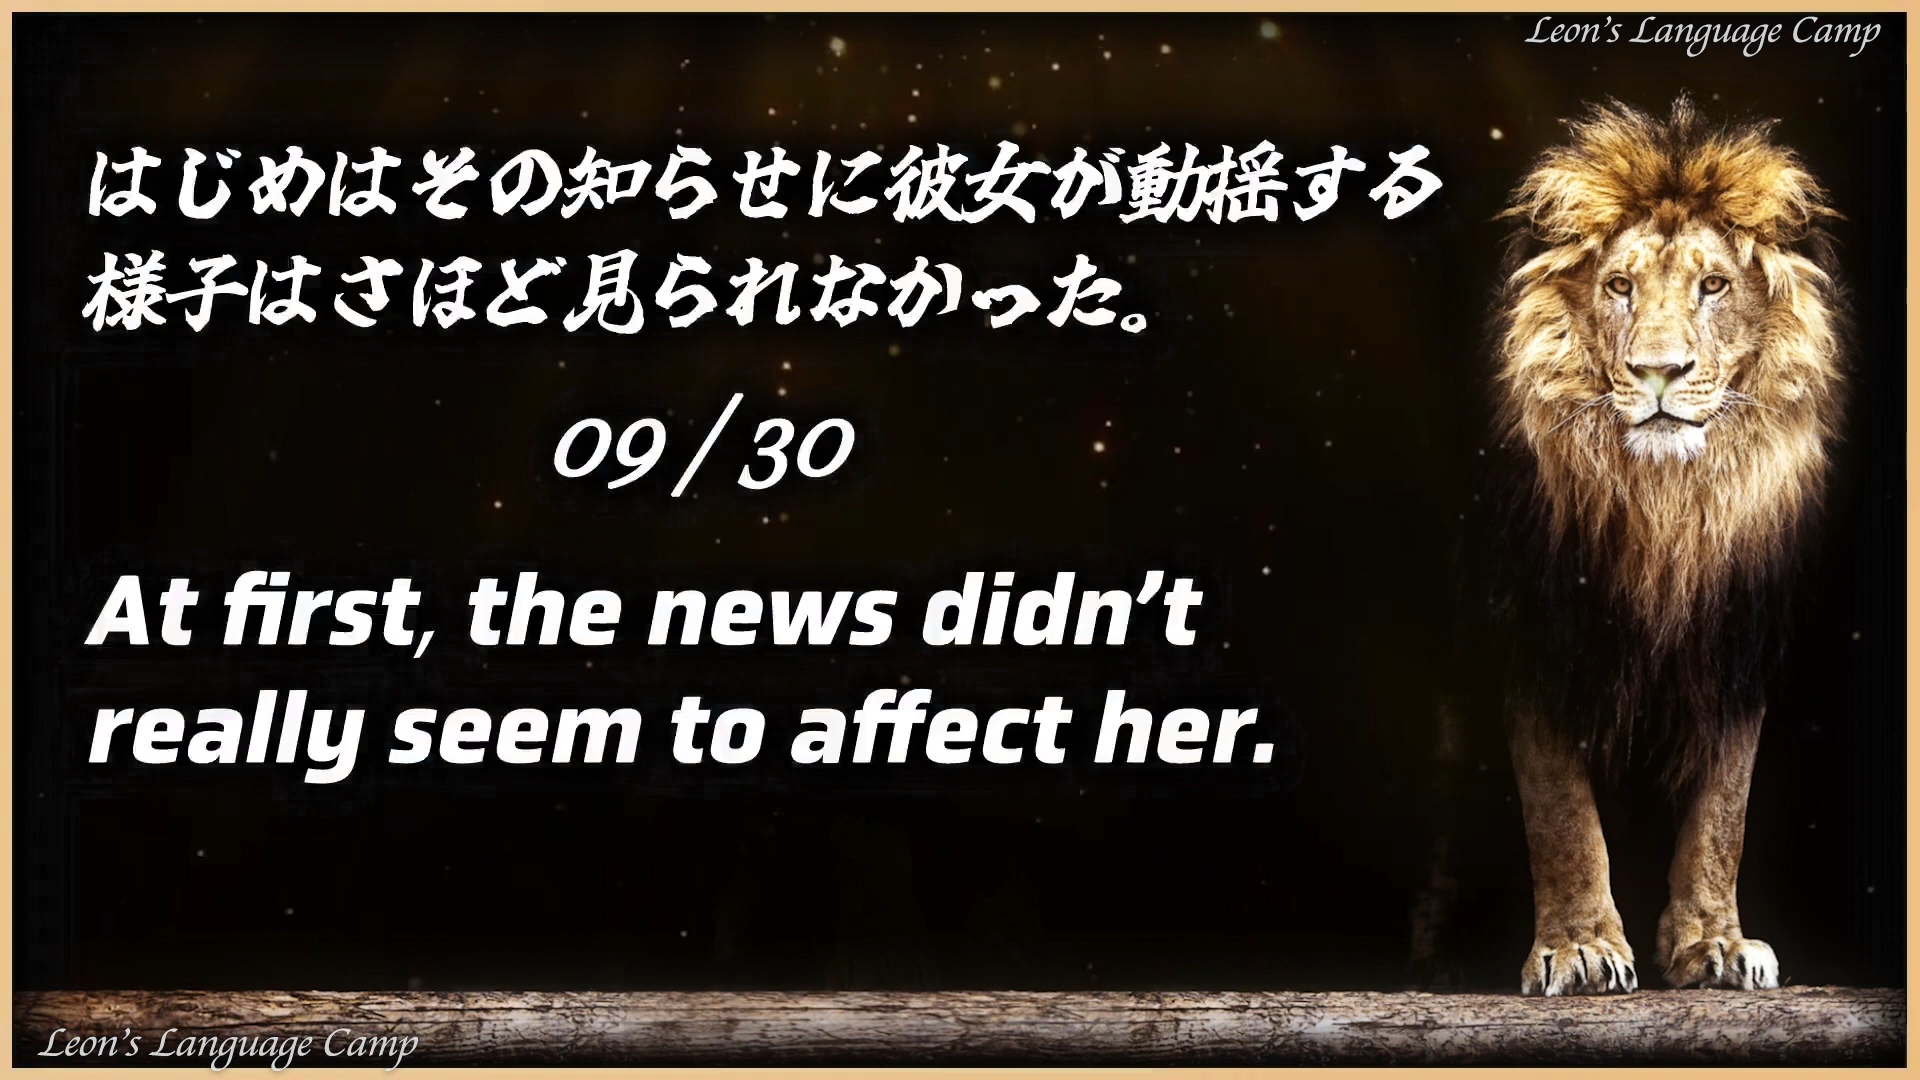 Leon's Language Camp
はじめはその知らせに彼女が動揺する
様子はさほど見られなかった。
09/30
At first, the news didn't
really seem to affect her.
Leon's Language Camp